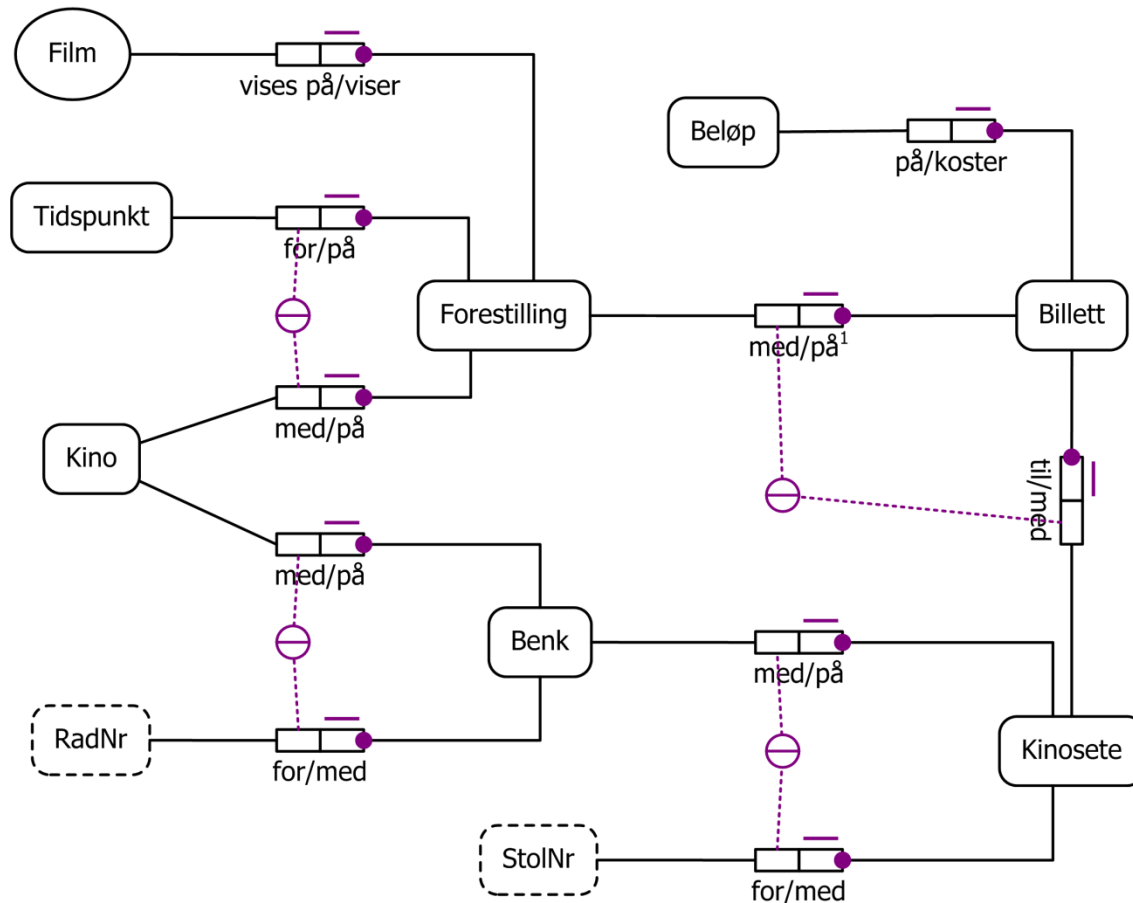 Film
vises på/viser
Beløp
på/koster
Tidspunkt
for/på
Forestilling
med/på¹
Billett
med/på
Kino
til/med
med/på
Benk
med/på
RadNr
for/med
Kinosete
StolNr
for/med